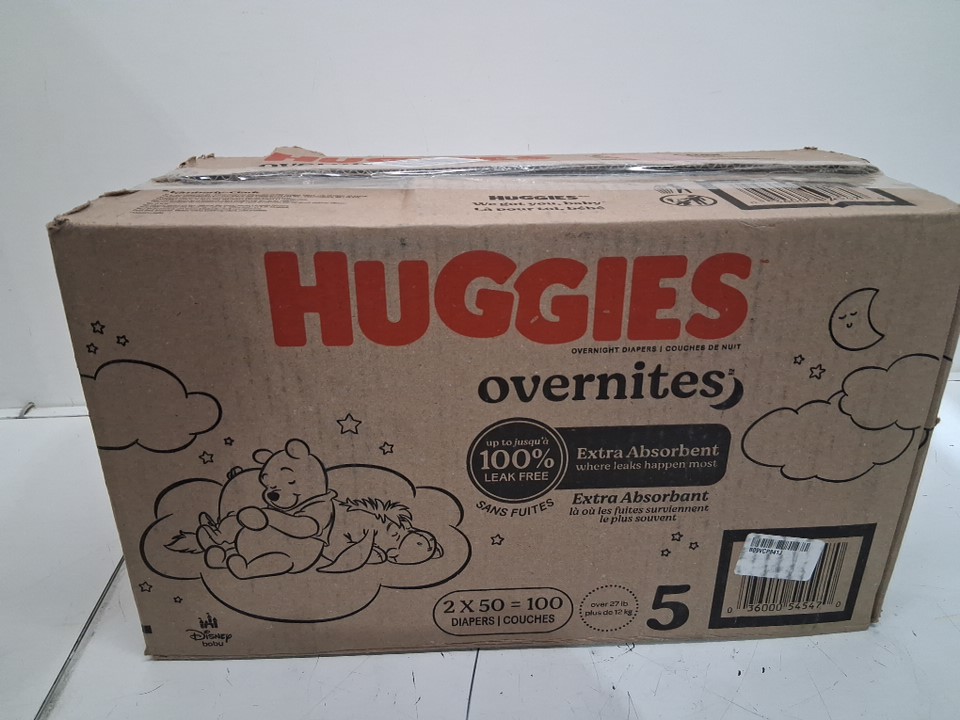 HUGGIES
HUGGIES
We got you, baby
Là pour toi, bébé
HUGGIES
OVERNIGHT DIAPERS | COUCHES DE NUIT
overnites
up to jusqu'à
100%
LEAK FREE
SANS FUITES
Extra Absorbent
where leaks happen most
Extra Absorbant
là où les fuites surviennent
le plus souvent
2 X 50 = 100
DIAPERS | COUCHES
over 27 lb
plus de 12 kg
5
0 36000 54547 0
Disney
baby